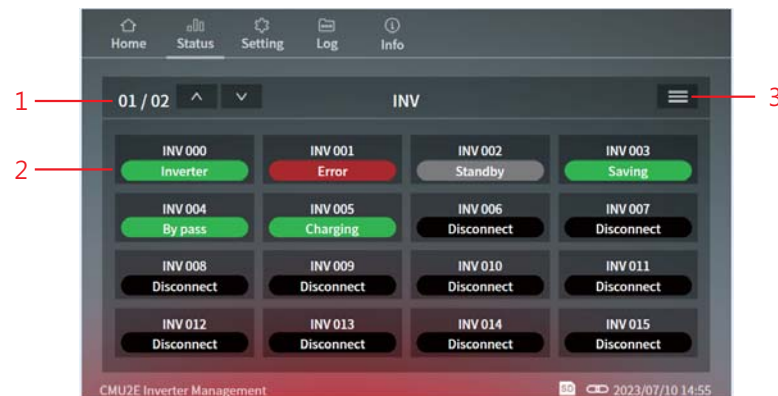 Home Status Setting Log Info
1 01 / 02 INV 3
INV 000 INV 001 INV 002 INV 003
2 Inverter Error Standby Saving
INV 004 INV 005 INV 006 INV 007
By pass Charging Disconnect Disconnect
INV 008 INV 009 INV 010 INV 011
Disconnect Disconnect Disconnect Disconnect
INV 012 INV 013 INV 014 INV 015
Disconnect Disconnect Disconnect Disconnect
CMU2E Inverter Management SD 2023/07/10 14:55